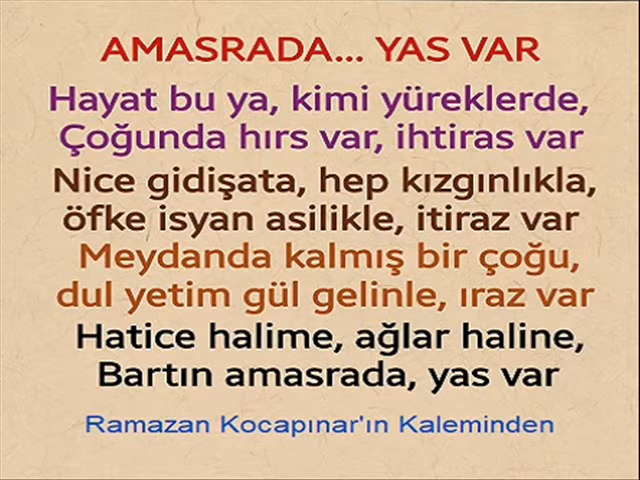 AMASRADA... YAS VAR
Hayat bu ya, kimi yüreklerde,
Çoğunda hırs var, ihtiras var
Nice gidişata, hep kızgınlıkla,
öfke isyan asilikle, itiraz var
Meydanda kalmış bir çoğu,
dul yetim gül gelinle, ıraz var
Hatice halime, ağlar haline,
Bartın amasrada, yas var
Ramazan Kocapınar'ın Kaleminden